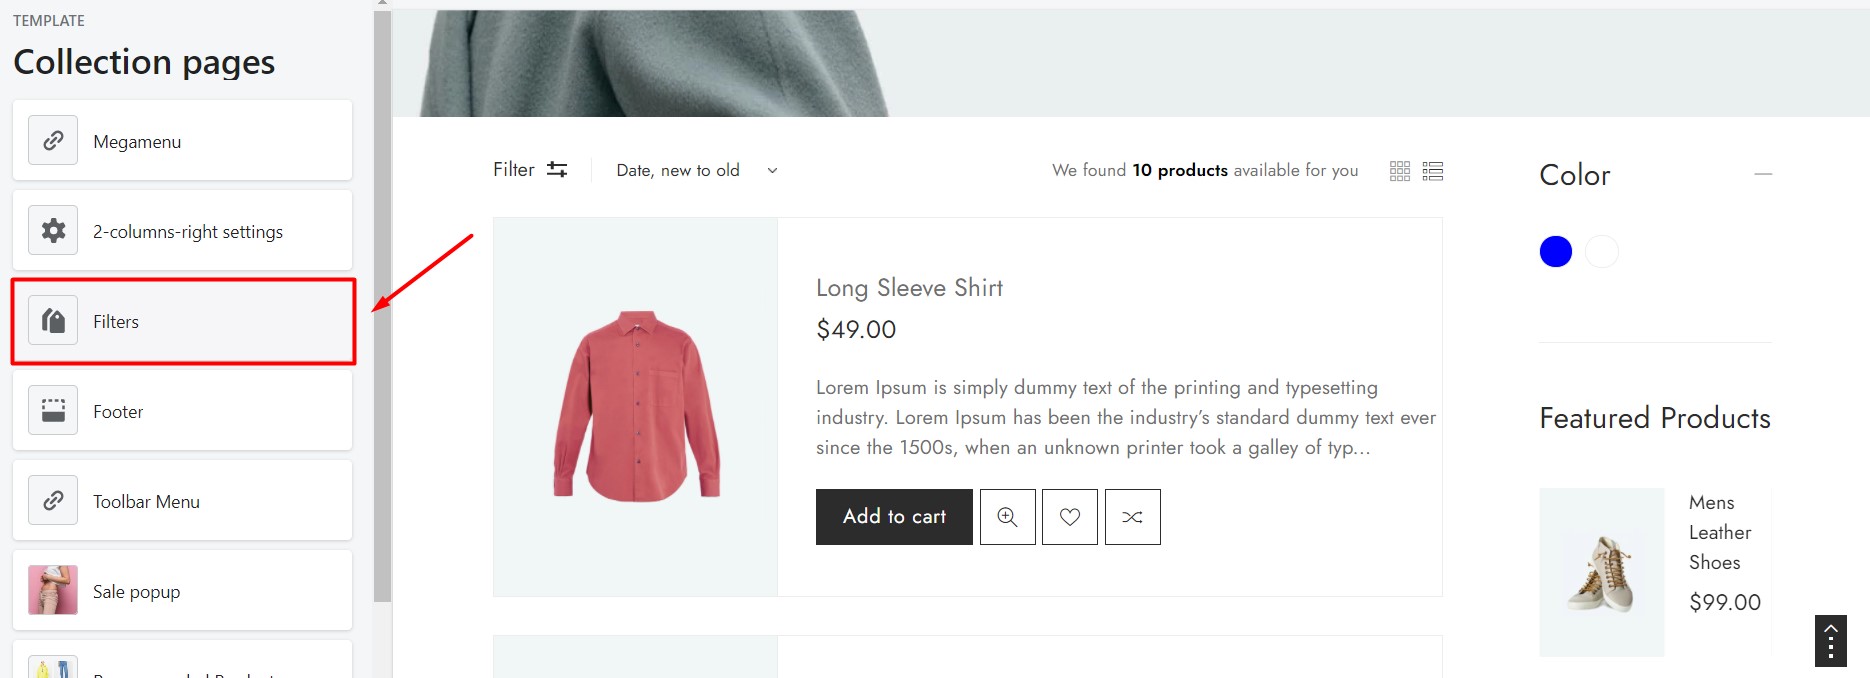 TEMPLATE
Collection pages
Megamenu
2-columns-right settings
Filters
Footer
Toolbar Menu
Sale popup
Filter
Date, new to old
We found 10 products available for you
Long Sleeve Shirt
$49.00
Lorem Ipsum is simply dummy text of the printing and typesetting
industry. Lorem Ipsum has been the industry's standard dummy text ever
since the 1500s, when an unknown printer took a galley of typ...
Add to cart
Color
Featured Products
Mens
Leather
Shoes
$99.00